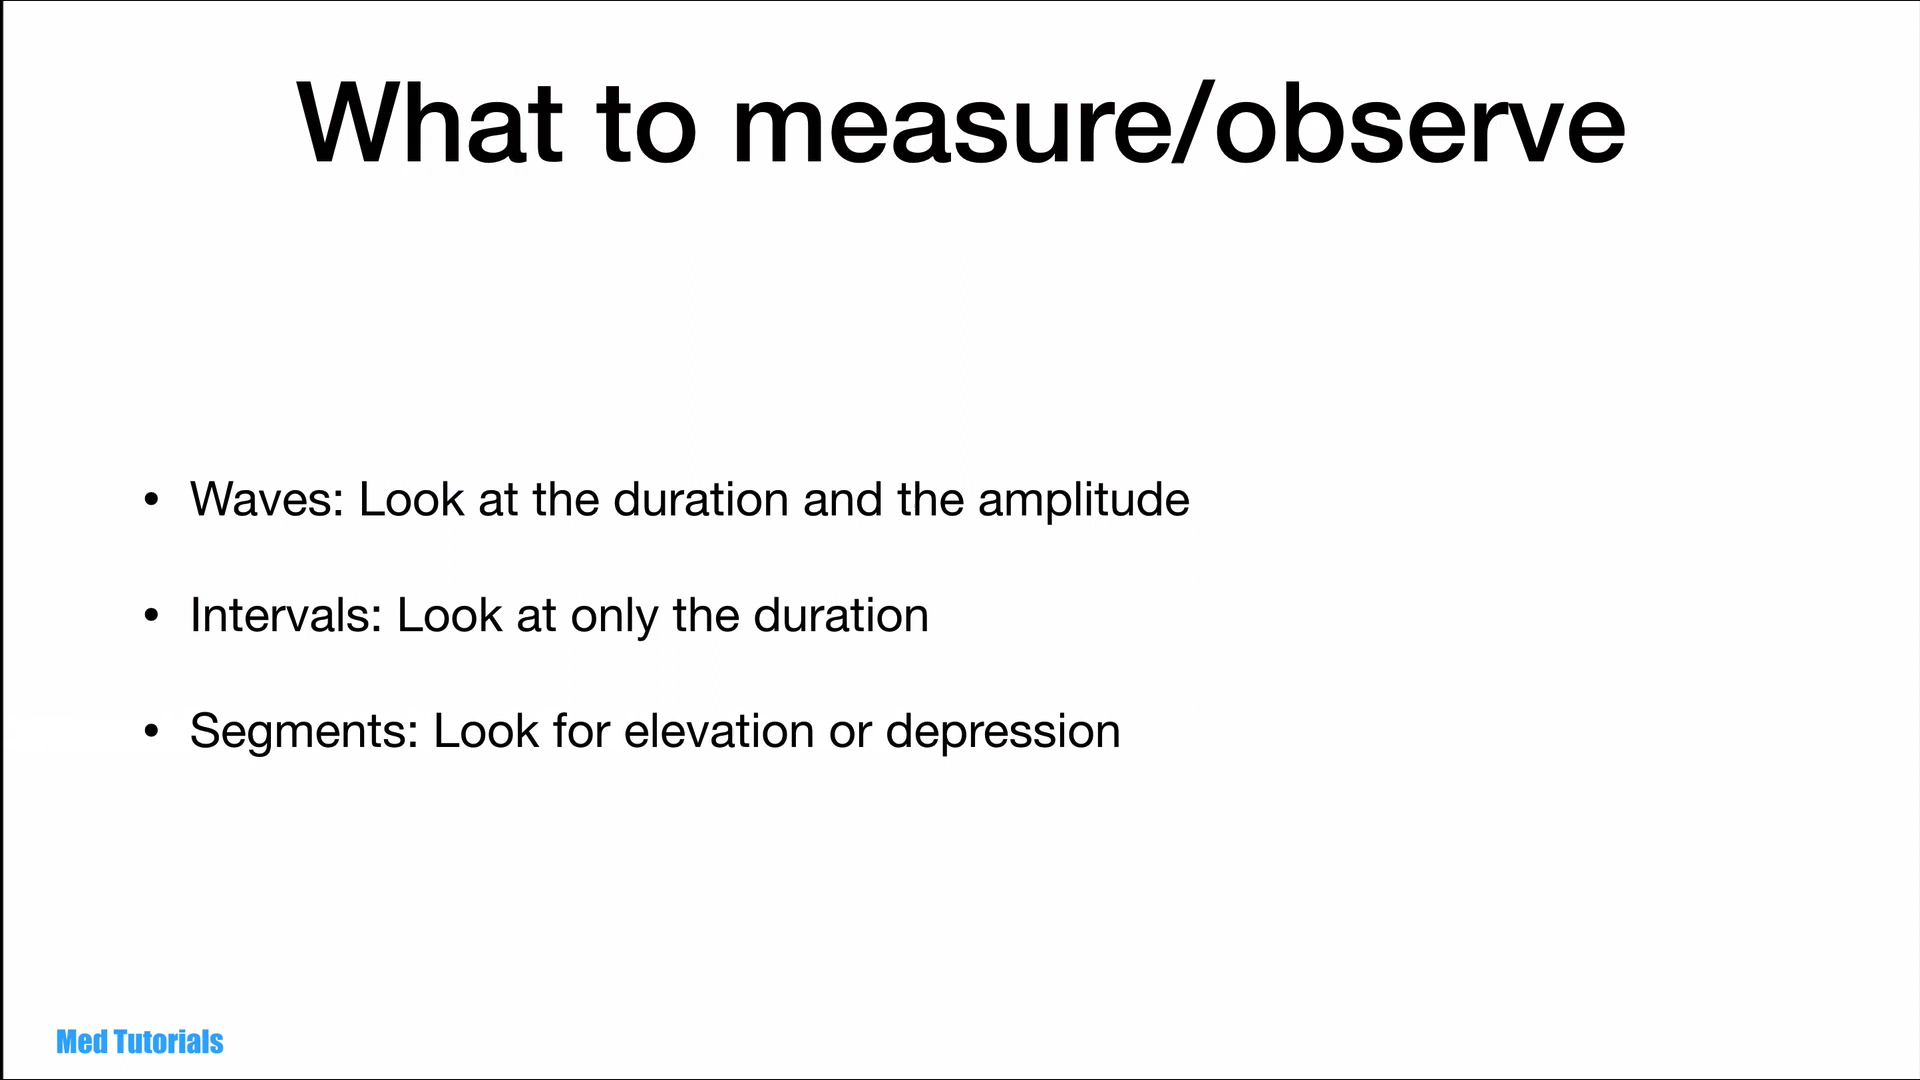 What to measure/observe
• Waves: Look at the duration and the amplitude
• Intervals: Look at only the duration
• Segments: Look for elevation or depression
Med Tutorials